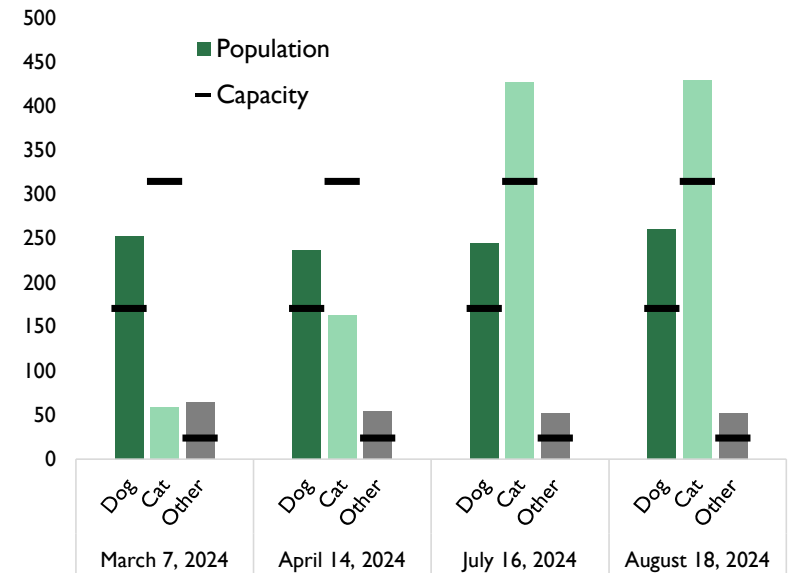 500
450
400
350
300
250
200
150
100
50
0
Population
Capacity
Dog Cat Other Dog Cat Other Dog Cat Other Dog Cat Other
March 7, 2024 April 14, 2024 July 16, 2024 August 18, 2024